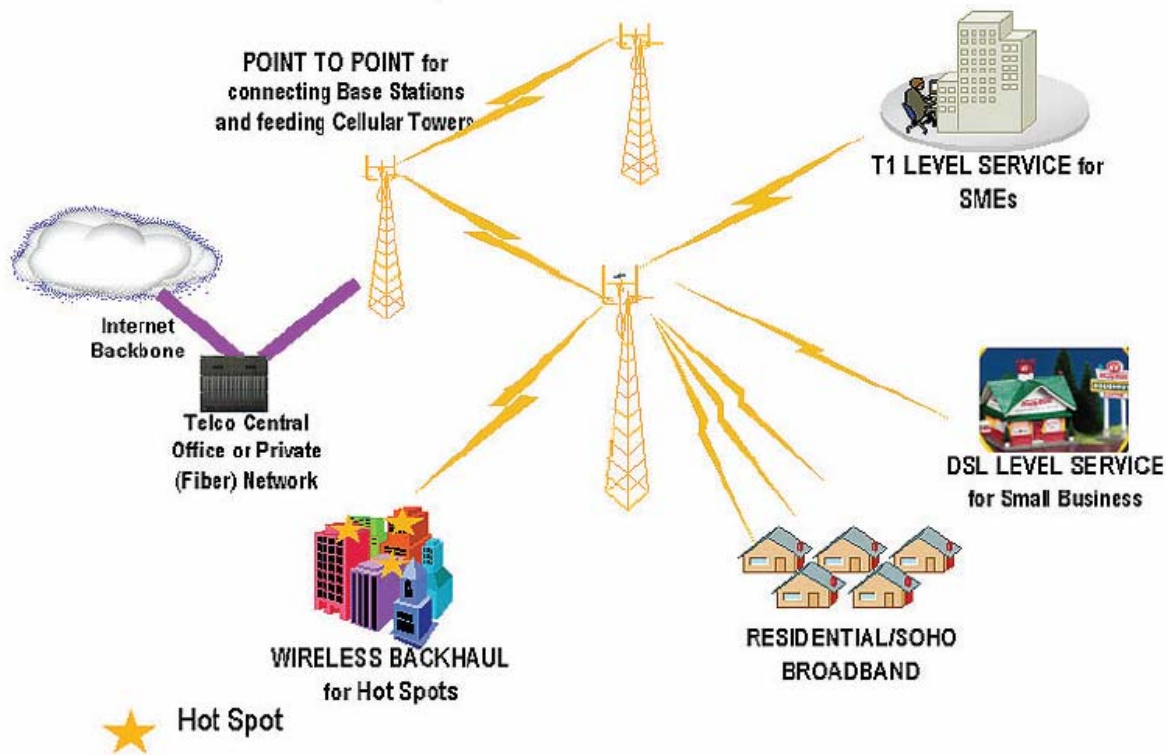 POINT TO POINT for
connecting Base Stations
and feeding Cellular Towers
T1 LEVEL SERVICE for
SMEs
Internet
Backbone
Telco Central
Office or Private
(Fiber) Network
DSL LEVEL SERVICE
for Small Business
WIRELESS BACKHAUL
for Hot Spots
RESIDENTIAL/SOHO
BROADBAND
Hot Spot